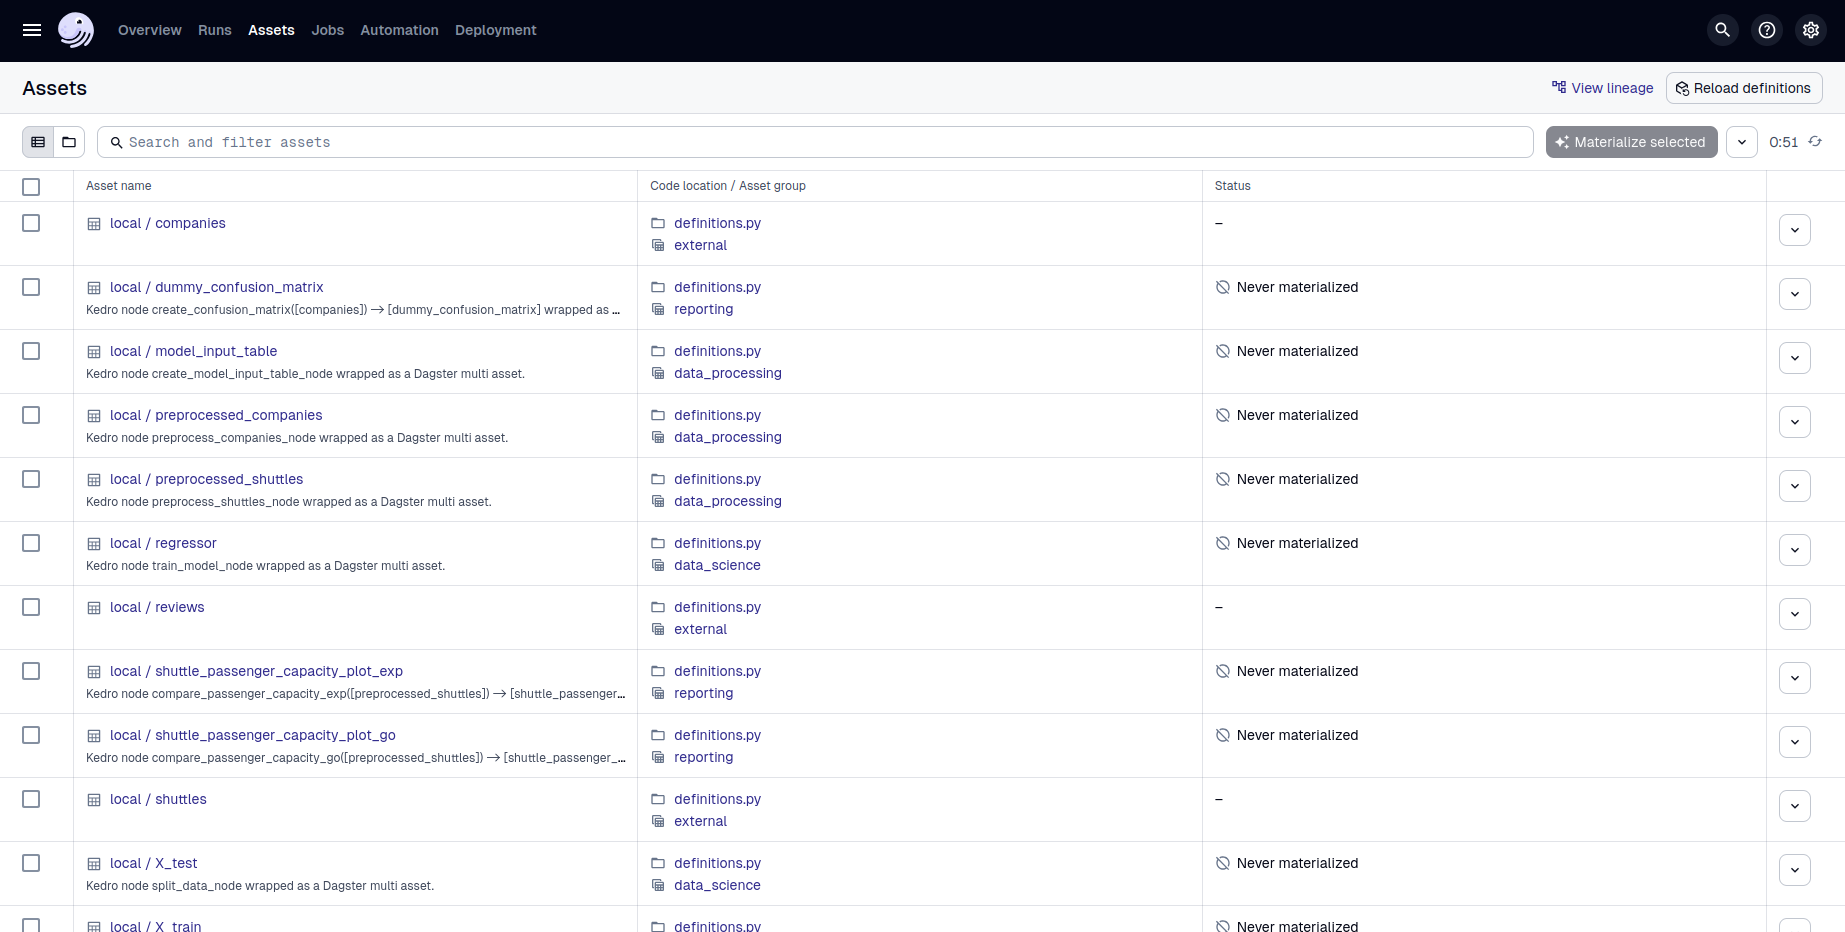 Overview Runs Assets Jobs Automation Deployment
Assets
View lineage
Reload definitions
Search and filter assets
Materialize selected
0:51
Asset name Code location / Asset group Status
local / companies definitions.py –
external
local / dummy_confusion_matrix definitions.py Never materialized
Kedro node create_confusion_matrix([companies]) → [dummy_confusion_matrix] wrapped as ... reporting
local / model_input_table definitions.py Never materialized
Kedro node create_model_input_table_node wrapped as a Dagster multi asset. data_processing
local / preprocessed_companies definitions.py Never materialized
Kedro node preprocess_companies_node wrapped as a Dagster multi asset. data_processing
local / preprocessed_shuttles definitions.py Never materialized
Kedro node preprocess_shuttles_node wrapped as a Dagster multi asset. data_processing
local / regressor definitions.py Never materialized
Kedro node train_model_node wrapped as a Dagster multi asset. data_science
local / reviews definitions.py –
external
local / shuttle_passenger_capacity_plot_exp definitions.py Never materialized
Kedro node compare_passenger_capacity_exp([preprocessed_shuttles]) → [shuttle_passenger... reporting
local / shuttle_passenger_capacity_plot_go definitions.py Never materialized
Kedro node compare_passenger_capacity_go([preprocessed_shuttles]) → [shuttle_passenger_... reporting
local / shuttles definitions.py –
external
local / X_test definitions.py Never materialized
Kedro node split_data_node wrapped as a Dagster multi asset. data_science
local / X_train definitions.py Never materialized